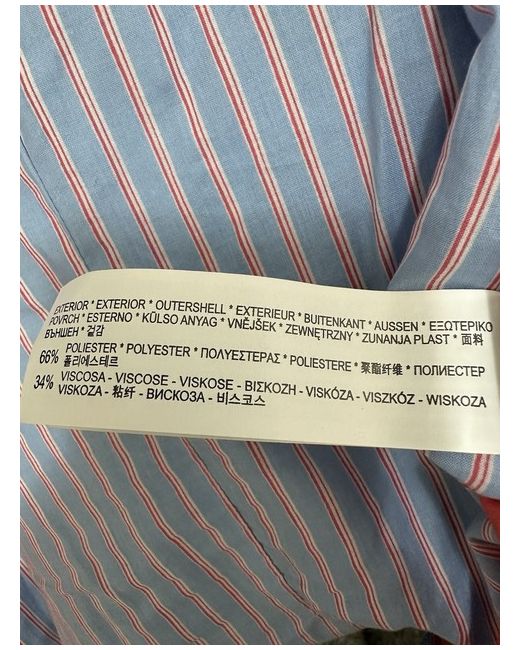 EXTERIOR * EXTERIOR * OUTERSHELL * EXTERIEUR * BUITENKANT * AUSSEN * ΕΞΩΤΕΡΙΚΟ
POVRCH * ESTERNO * KÜLSO ANYAG * VNĚJŠEK * ZEWNĘTRZNY * ZUNANJA PLAST * 面料
ВЪНШЕН * 겉감
66% POLIESTER * POLYESTER * ΠΟΛΥΕΣΤΕΡΑΣ * POLIESTERE * 聚酯纤维 * ПОЛИЕСТЕР
폴리에스테르
34% VISCOSA - VISCOSE - VISKOSE - ΒΙΣΚΟΖΗ - VISKÓZA - VISZKÓZ - WISKOZA
VISKOZA - 粘纤 - ВИСКОЗА - 비스코스